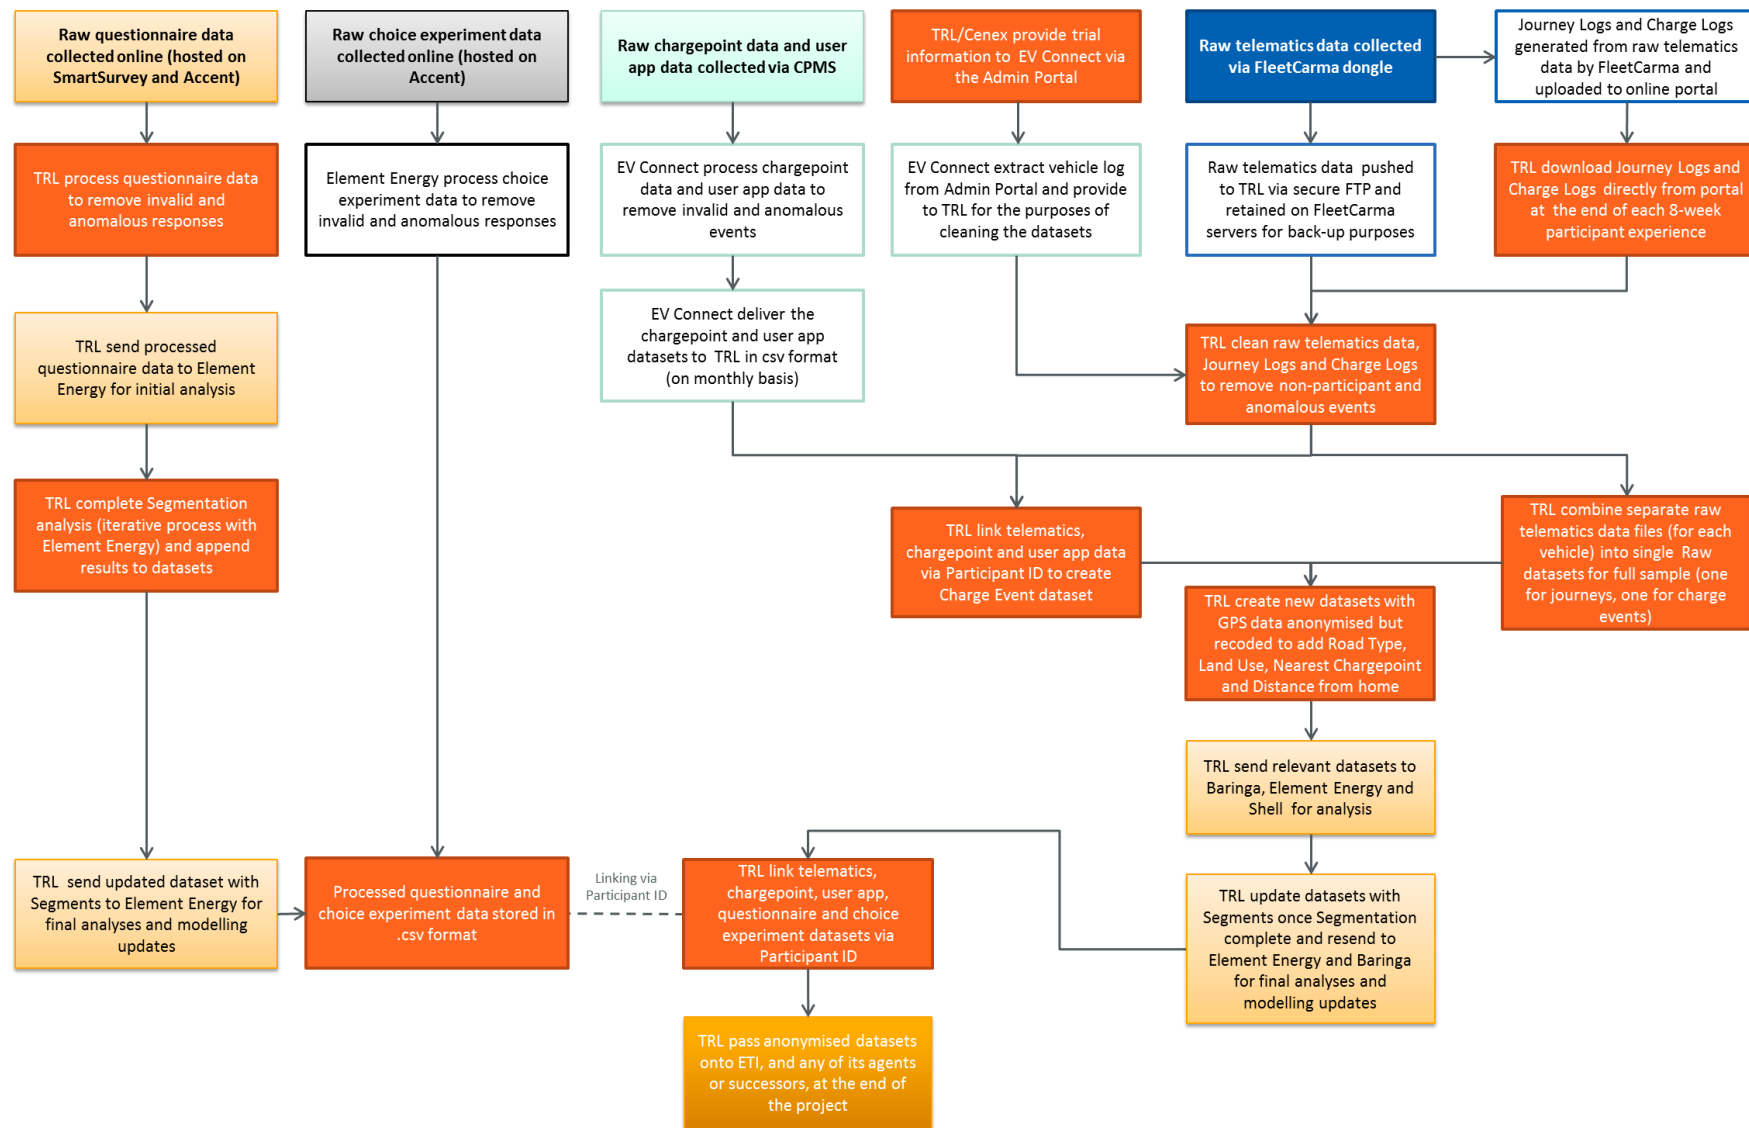 Raw questionnaire data
collected online (hosted on
SmartSurvey and Accent)
Raw choice experiment data
collected online (hosted on
Accent)
Raw chargepoint data and user
app data collected via CPMS
TRL/Cenex provide trial
information to EV Connect via
the Admin Portal
Raw telematics data collected
via FleetCarma dongle
Journey Logs and Charge Logs
generated from raw telematics
data by FleetCarma and
uploaded to online portal
TRL process questionnaire data
to remove invalid and
anomalous responses
Element Energy process choice
experiment data to remove
invalid and anomalous responses
EV Connect process chargepoint
data and user app data to
remove invalid and anomalous
events
EV Connect extract vehicle log
from Admin Portal and provide
to TRL for the purposes of
cleaning the datasets
Raw telematics data pushed
to TRL via secure FTP and
retained on FleetCarma
servers for back-up purposes
TRL download Journey Logs and
Charge Logs directly from portal
at the end of each 8-week
participant experience
TRL send processed
questionnaire data to Element
Energy for initial analysis
EV Connect deliver the
chargepoint and user app
datasets to TRL in csv format
(on monthly basis)
TRL clean raw telematics data,
Journey Logs and Charge Logs
to remove non-participant and
anomalous events
TRL complete Segmentation
analysis (iterative process with
Element Energy) and append
results to datasets
TRL link telematics,
chargepoint and user app data
via Participant ID to create
Charge Event dataset
TRL combine separate raw
telematics data files (for each
vehicle) into single Raw
datasets for full sample (one
for journeys, one for charge
events)
TRL create new datasets with
GPS data anonymised but
recoded to add Road Type,
Land Use, Nearest Chargepoint
and Distance from home
TRL send relevant datasets to
Baringa, Element Energy and
Shell for analysis
TRL send updated dataset with
Segments to Element Energy for
final analyses and modelling
updates
Processed questionnaire and
choice experiment data stored in
.csv format
Linking via
Participant ID
TRL link telematics,
chargepoint, user app,
questionnaire and choice
experiment datasets via
Participant ID
TRL update datasets with
Segments once Segmentation
complete and resend to
Element Energy and Baringa
for final analyses and
modelling updates
TRL pass anonymised datasets
onto ETI, and any of its agents
or successors, at the end of
the project